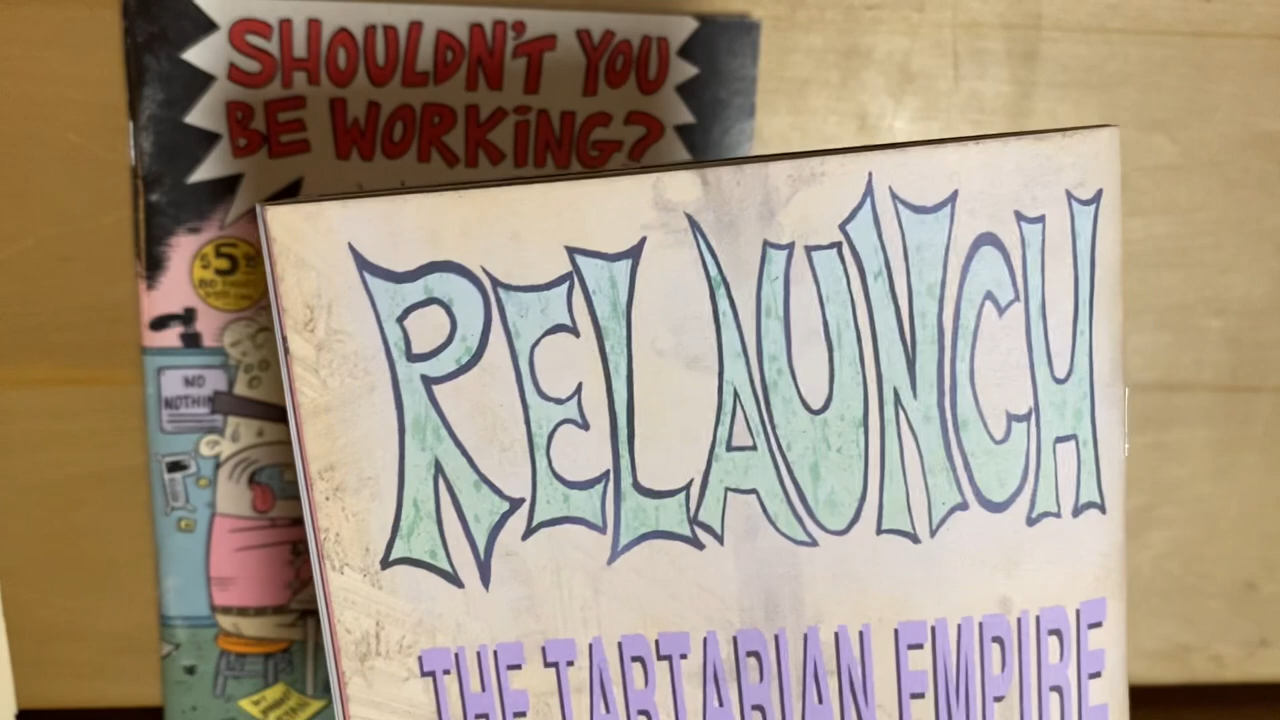 SHOULDN'T YOU
BE WORKING?
$5
NO
NOTHIN
RELAUNCH
THE TARTARIAN EMPIRE